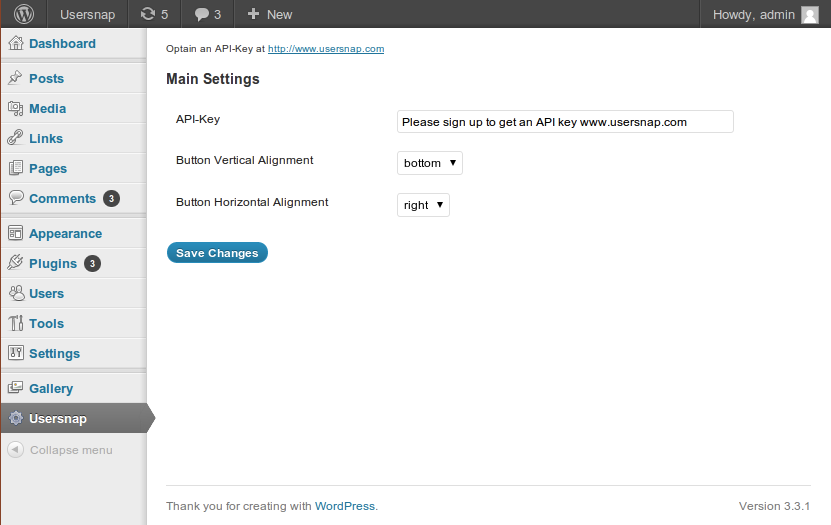 Usersnap 5 3 New Howdy, admin
Dashboard
Posts
Media
Links
Pages
Comments 3
Appearance
Plugins 3
Users
Tools
Settings
Gallery
Usersnap
Collapse menu
Optain an API-Key at http://www.usersnap.com
Main Settings
API-Key Please sign up to get an API key www.usersnap.com
Button Vertical Alignment bottom
Button Horizontal Alignment right
Save Changes
Thank you for creating with WordPress. Version 3.3.1